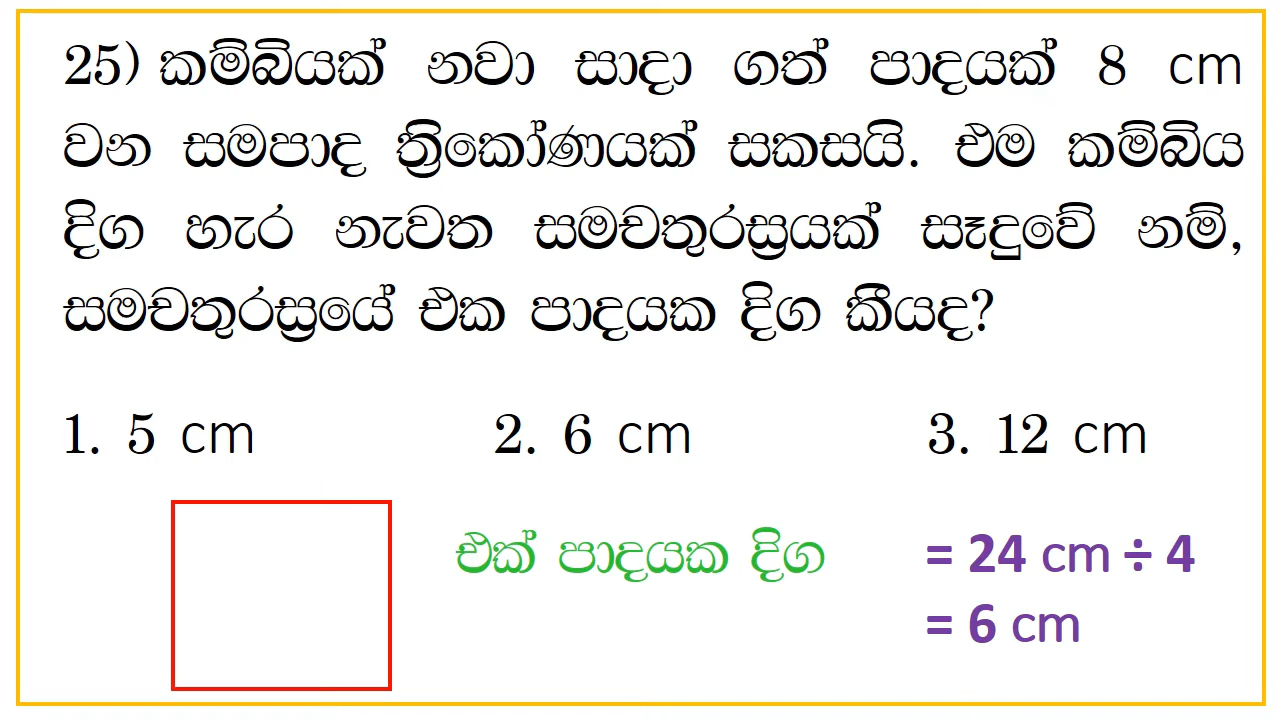 25) කම්බියක් නවා සාදා ගත් පාදයක් 8 cm
වන සමපාද ත්‍රිකෝණයක් සකසයි. එම කම්බිය
දිග හැර නැවත සමචතුරස්‍රයක් සෑදුවේ නම්,
සමචතුරස්‍රයේ එක පාදයක දිග කීයද?
1. 5 cm 2. 6 cm 3. 12 cm
එක් පාදයක දිග = 24 cm ÷ 4
= 6 cm